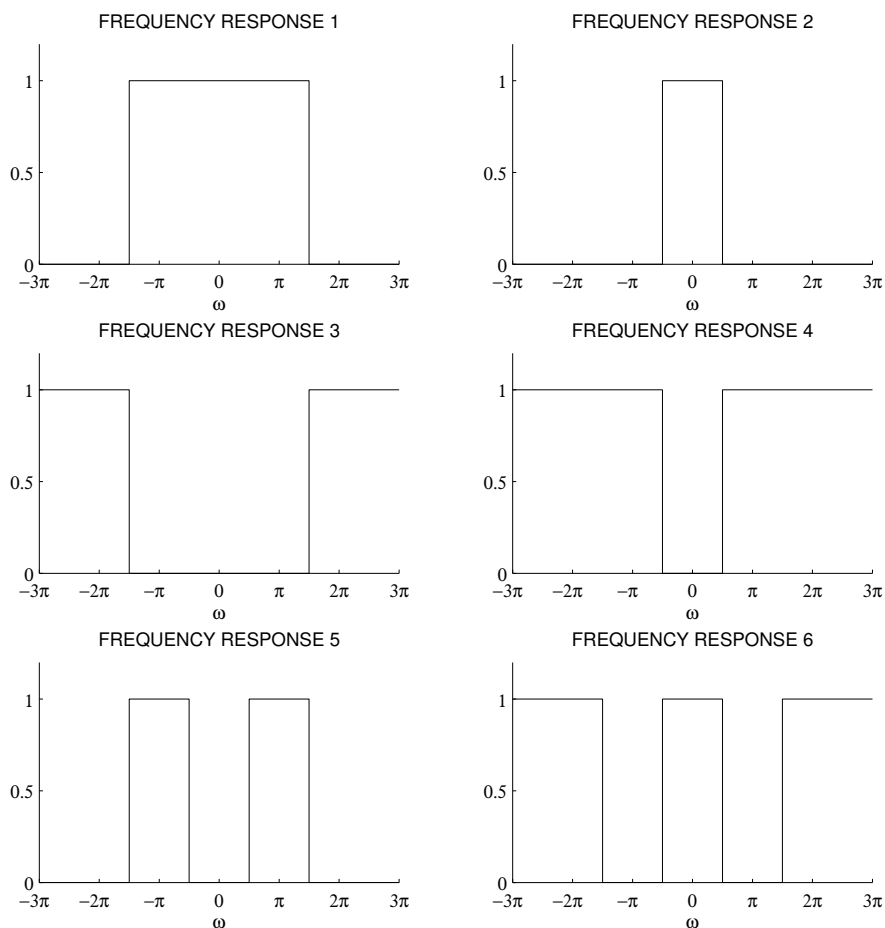 FREQUENCY RESPONSE 1
1
0.5
0
−3π −2π −π 0 π 2π 3π
ω
FREQUENCY RESPONSE 2
1
0.5
0
−3π −2π −π 0 π 2π 3π
ω
FREQUENCY RESPONSE 3
1
0.5
0
−3π −2π −π 0 π 2π 3π
ω
FREQUENCY RESPONSE 4
1
0.5
0
−3π −2π −π 0 π 2π 3π
ω
FREQUENCY RESPONSE 5
1
0.5
0
−3π −2π −π 0 π 2π 3π
ω
FREQUENCY RESPONSE 6
1
0.5
0
−3π −2π −π 0 π 2π 3π
ω